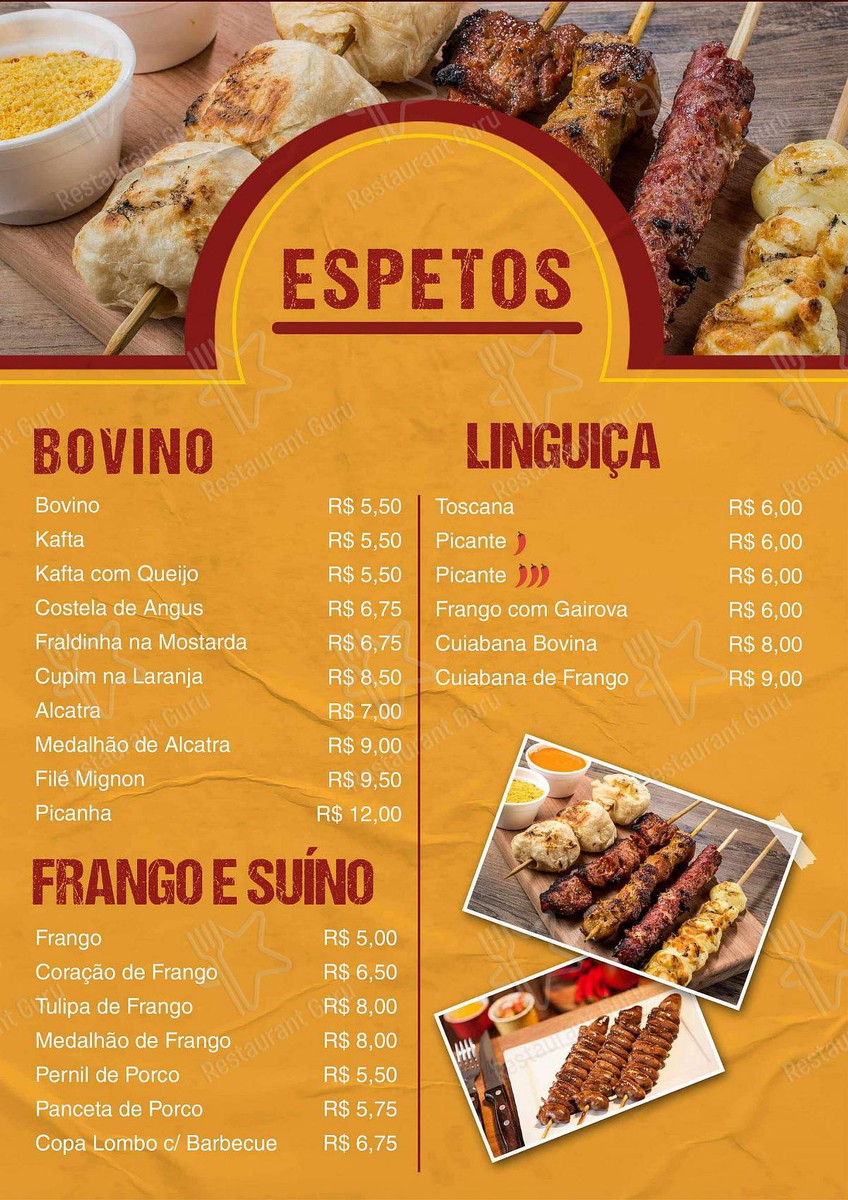 ESPETOS
BOVINO
Bovino R$ 5,50
Kafta R$ 5,50
Kafta com Queijo R$ 5,50
Costela de Angus R$ 6,75
Fraldinha na Mostarda R$ 6,75
Cupim na Laranja R$ 8,50
Alcatra R$ 7,00
Medalhão de Alcatra R$ 9,00
Filé Mignon R$ 9,50
Picanha R$ 12,00
FRANGO E SUÍNO
Frango R$ 5,00
Coração de Frango R$ 6,50
Tulipa de Frango R$ 8,00
Medalhão de Frango R$ 8,00
Pernil de Porco R$ 5,50
Panceta de Porco R$ 5,75
Copa Lombo c/ Barbecue R$ 6,75
LINGUIÇA
Toscana R$ 6,00
Picante R$ 6,00
Picante R$ 6,00
Frango com Gairova R$ 6,00
Cuiabana Bovina R$ 8,00
Cuiabana de Frango R$ 9,00
Restaurant Guru